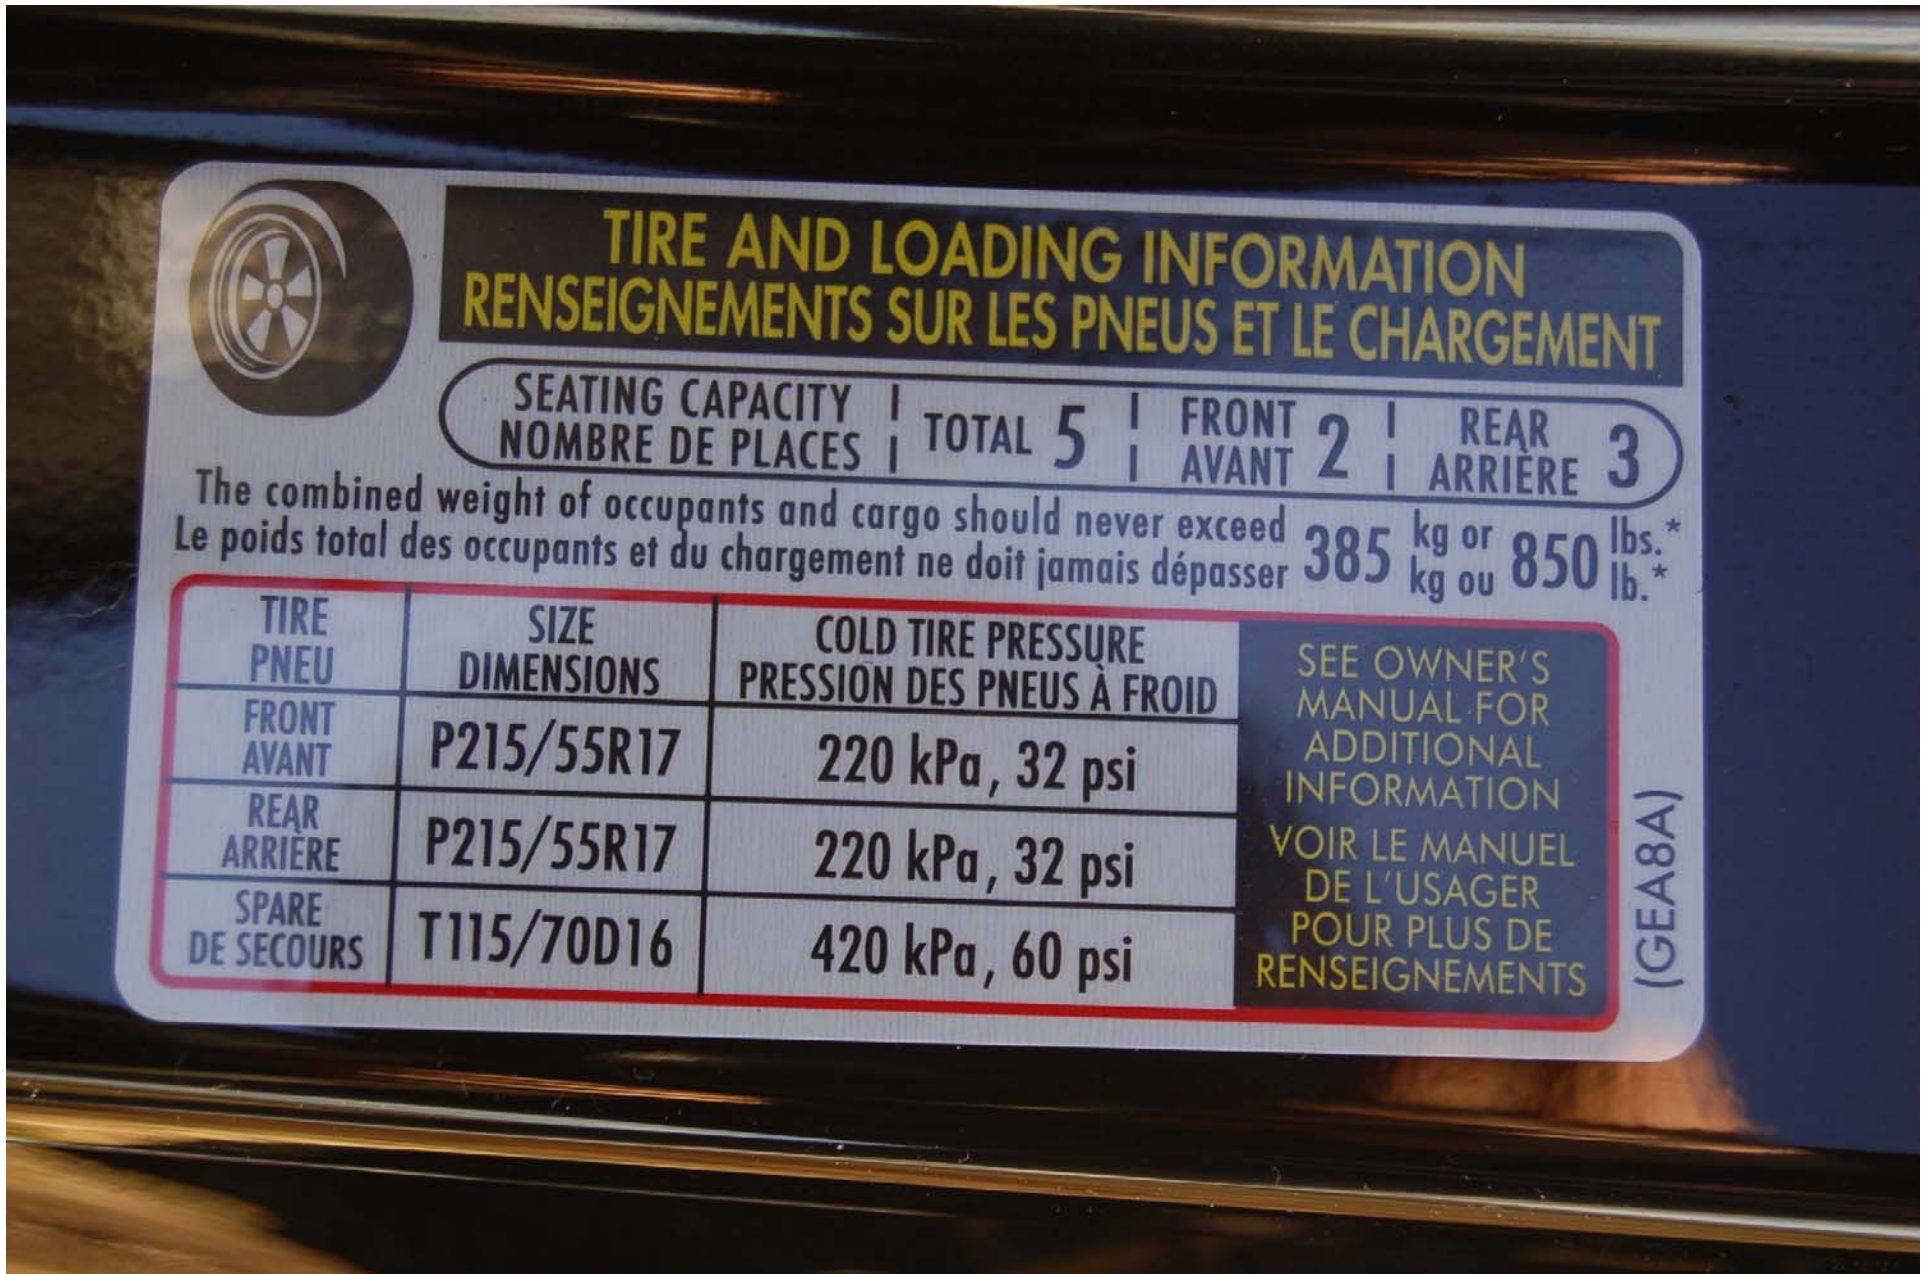 TIRE AND LOADING INFORMATION
RENSEIGNEMENTS SUR LES PNEUS ET LE CHARGEMENT
SEATING CAPACITY
NOMBRE DE PLACES
TOTAL 5
FRONT
AVANT
2
REAR
ARRIÈRE
3
The combined weight of occupants and cargo should never exceed
Le poids total des occupants et du chargement ne doit jamais dépasser
385
kg or
kg ou
850
lbs.*
lb.*
TIRE
PNEU
SIZE
DIMENSIONS
COLD TIRE PRESSURE
PRESSION DES PNEUS À FROID
FRONT
AVANT
P215/55R17
220 kPa, 32 psi
REAR
ARRIÈRE
P215/55R17
220 kPa, 32 psi
SPARE
DE SECOURS
T115/70D16
420 kPa, 60 psi
SEE OWNER'S
MANUAL FOR
ADDITIONAL
INFORMATION
VOIR LE MANUEL
DE L'USAGER
POUR PLUS DE
RENSEIGNEMENTS
(GEA8A)